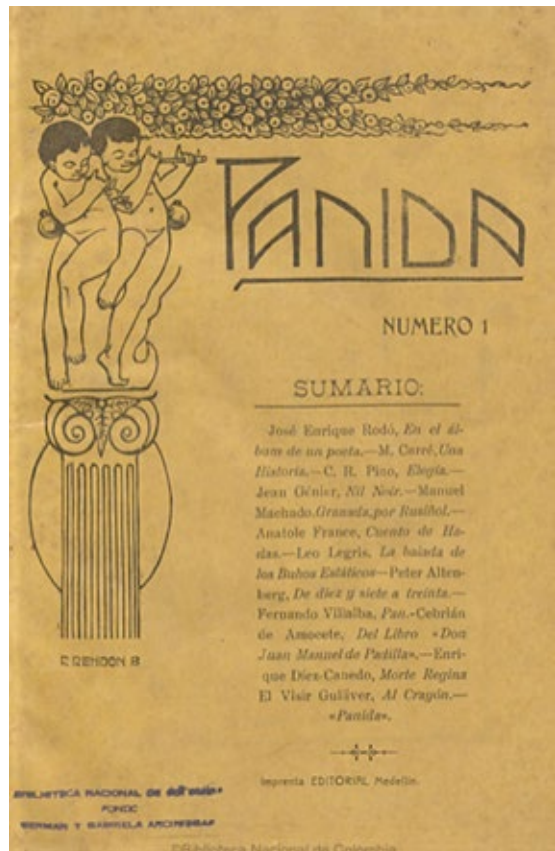 PANIDA
NUMERO 1
SUMARIO:
José Enrique Rodó, En el ál-
bum de un poeta.—M. Carré, Una
Historia.—C. R. Pino, Elegía.—
Jean Génier, Nil Noir.—Manuel
Machado. Granada, por Rusiñol.—
Anatole France, Cuento de Ha-
das.—Leo Legris, La balada de
los Buhos Estáticos—Peter Alten-
berg, De diez y siete a treinta.—
Fernando Villalba, Pan.-Cebrián
de Amocete, Del Libro «Don
Juan Manuel de Padilla».—Enri-
que Díez-Canedo, Morte Regina
El Visir Gulliver, Al Crayón.—
«Panida».
R. RENDON B
Imprenta EDITORIAL Medellín.
BIBLIOTECA NACIONAL DE
FONDO
GERMAN Y GABRIELA ARCINIEGAS
Biblioteca Nacional de Colombia